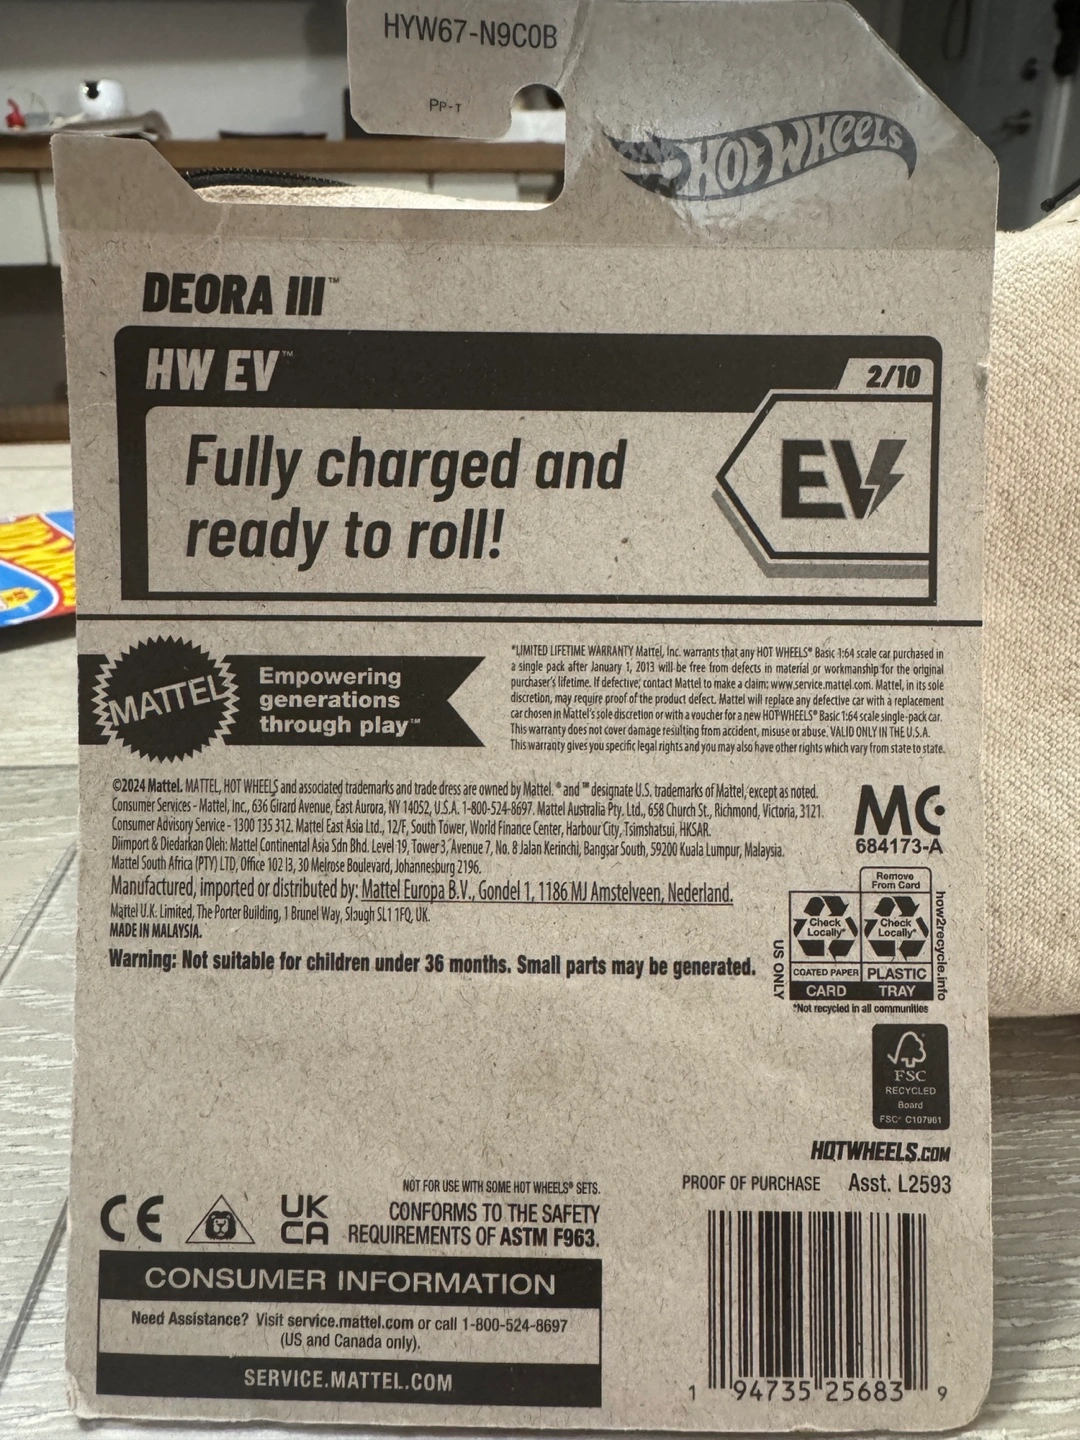 HYW67-N9C0B
PP-T
HOT WHEELS
DEORA III™
HW EV™
2/10
Fully charged and
ready to roll!
EV
MATTEL
Empowering
generations
through play™
*LIMITED LIFETIME WARRANTY Mattel, Inc. warrants that any HOT WHEELS® Basic 1:64 scale car purchased in
a single pack after January 1, 2013 will be free from defects in material or workmanship for the original
purchaser's lifetime. If defective, contact Mattel to make a claim: www.service.mattel.com. Mattel, in its sole
discretion, may require proof of the product defect. Mattel will replace any defective car with a replacement
car chosen in Mattel's sole discretion or with a voucher for a new HOT WHEELS® Basic 1:64 scale single-pack car.
This warranty does not cover damage resulting from accident, misuse or abuse. VALID ONLY IN THE U.S.A.
This warranty gives you specific legal rights and you may also have other rights which vary from state to state.
©2024 Mattel. MATTEL, HOT WHEELS and associated trademarks and trade dress are owned by Mattel. ® and ™ designate U.S. trademarks of Mattel, except as noted.
Consumer Services - Mattel, Inc., 636 Girard Avenue, East Aurora, NY 14052, U.S.A. 1-800-524-8697. Mattel Australia Pty. Ltd., 658 Church St., Richmond, Victoria, 3121.
Consumer Advisory Service - 1300 135 312. Mattel East Asia Ltd., 12/F, South Tower, World Finance Center, Harbour City, Tsimshatsui, HKSAR.
Diimport & Diedarkan Oleh: Mattel Continental Asia Sdn Bhd. Level 19, Tower 3, Avenue 7, No. 8 Jalan Kerinchi, Bangsar South, 59200 Kuala Lumpur, Malaysia.
Mattel South Africa (PTY) LTD, Office 102 I3, 30 Melrose Boulevard, Johannesburg 2196.
Manufactured, imported or distributed by: Mattel Europa B.V., Gondel 1, 1186 MJ Amstelveen, Nederland.
Mattel U.K. Limited, The Porter Building, 1 Brunel Way, Slough SL1 1FQ, UK.
MADE IN MALAYSIA.
Warning: Not suitable for children under 36 months. Small parts may be generated.
MC
684173-A
Remove
From Card
Check
Locally*
Check
Locally*
COATED PAPER
PLASTIC
CARD
TRAY
US ONLY
how2recycle.info
*Not recycled in all communities
FSC
RECYCLED
Board
FSC® C107961
HOTWHEELS.COM
PROOF OF PURCHASE Asst. L2593
CE
UK
CA
NOT FOR USE WITH SOME HOT WHEELS® SETS.
CONFORMS TO THE SAFETY
REQUIREMENTS OF ASTM F963.
CONSUMER INFORMATION
Need Assistance? Visit service.mattel.com or call 1-800-524-8697
(US and Canada only).
SERVICE.MATTEL.COM
1 94735 25683 9